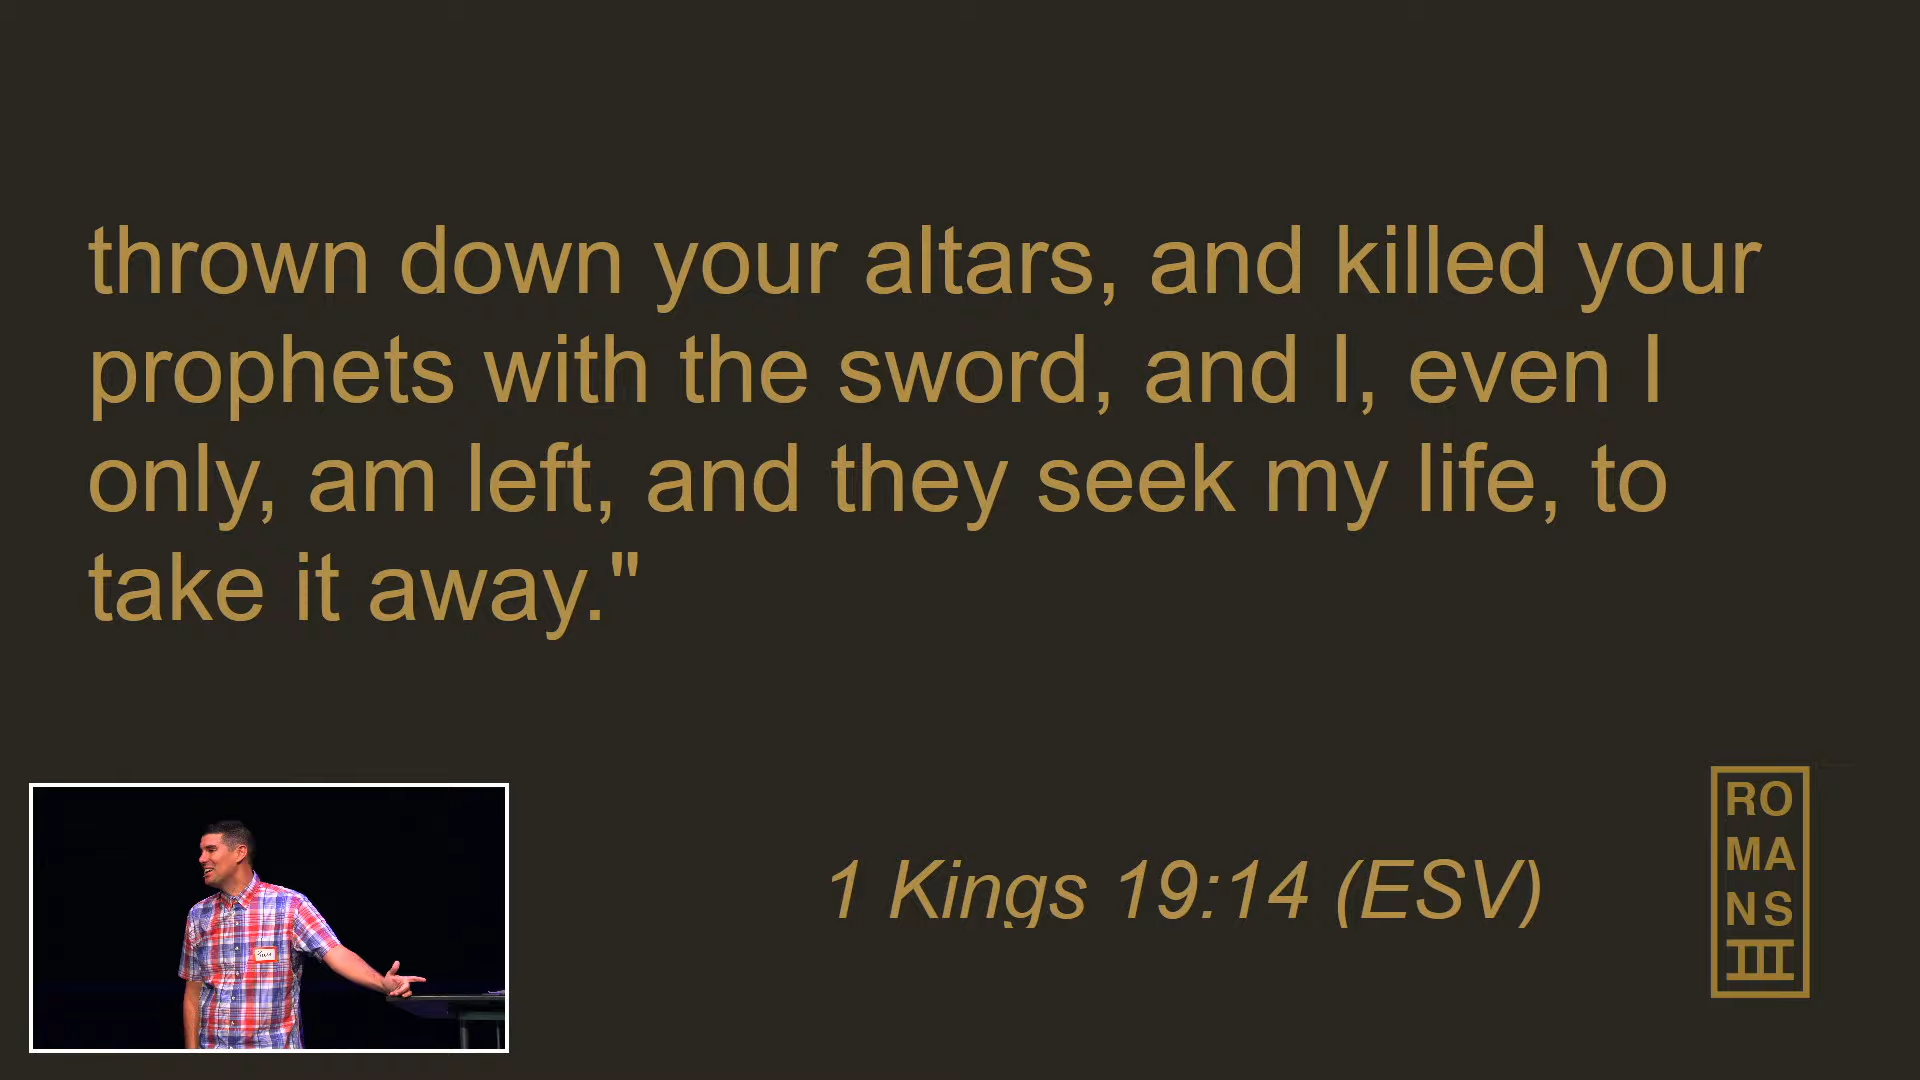 thrown down your altars, and killed your
prophets with the sword, and I, even I
only, am left, and they seek my life, to
take it away."
1 Kings 19:14 (ESV)
RO
MA
NS
III